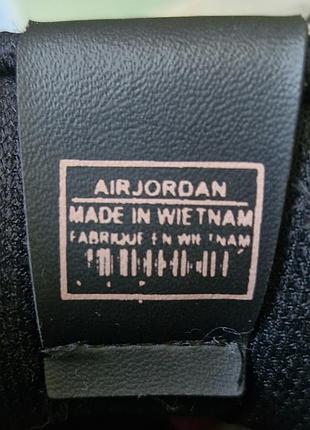 AIRJORDAN
MADE IN WIETNAM
FABRIQUE EN WIETNAM